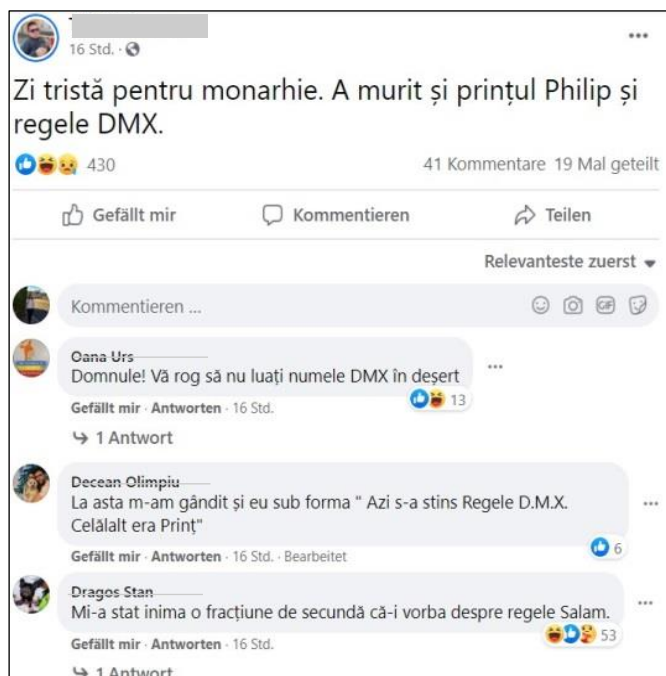 16 Std.
Zi tristă pentru monarhie. A murit și prințul Philip și
regele DMX.
430
41 Kommentare 19 Mal geteilt
Gefällt mir
Kommentieren
Teilen
Relevanteste zuerst
Kommentieren ...
GIF
Oana Urs
Domnule! Vă rog să nu luați numele DMX în deșert
13
Gefällt mir · Antworten · 16 Std.
1 Antwort
Decean Olimpiu
La asta m-am gândit și eu sub forma " Azi s-a stins Regele D.M.X.
Celălalt era Prinț"
6
Gefällt mir · Antworten · 16 Std. · Bearbeitet
Dragos Stan
Mi-a stat inima o fracțiune de secundă că-i vorba despre regele Salam.
53
Gefällt mir · Antworten · 16 Std.
1 Antwort